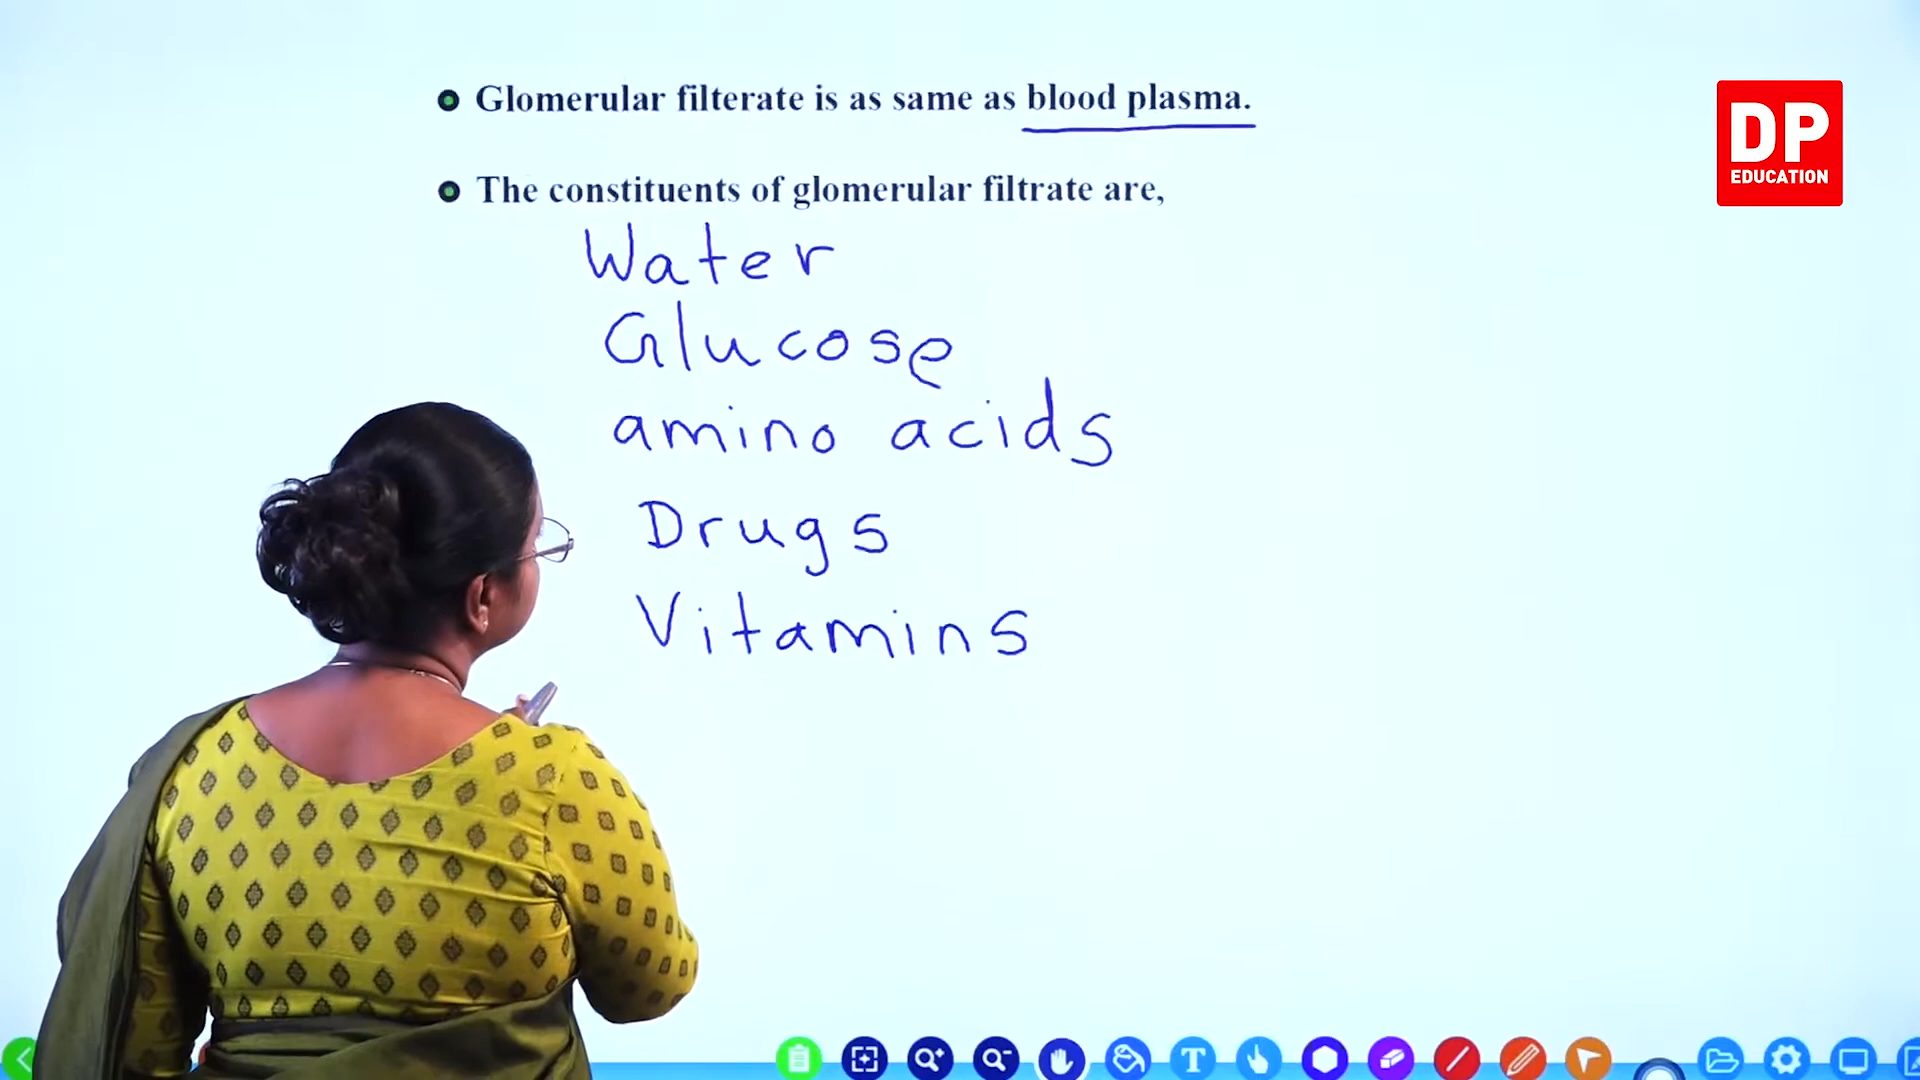 Glomerular filterate is as same as blood plasma.
The constituents of glomerular filtrate are,
Water
Glucose
amino acids
Drugs
Vitamins
DP
EDUCATION
T